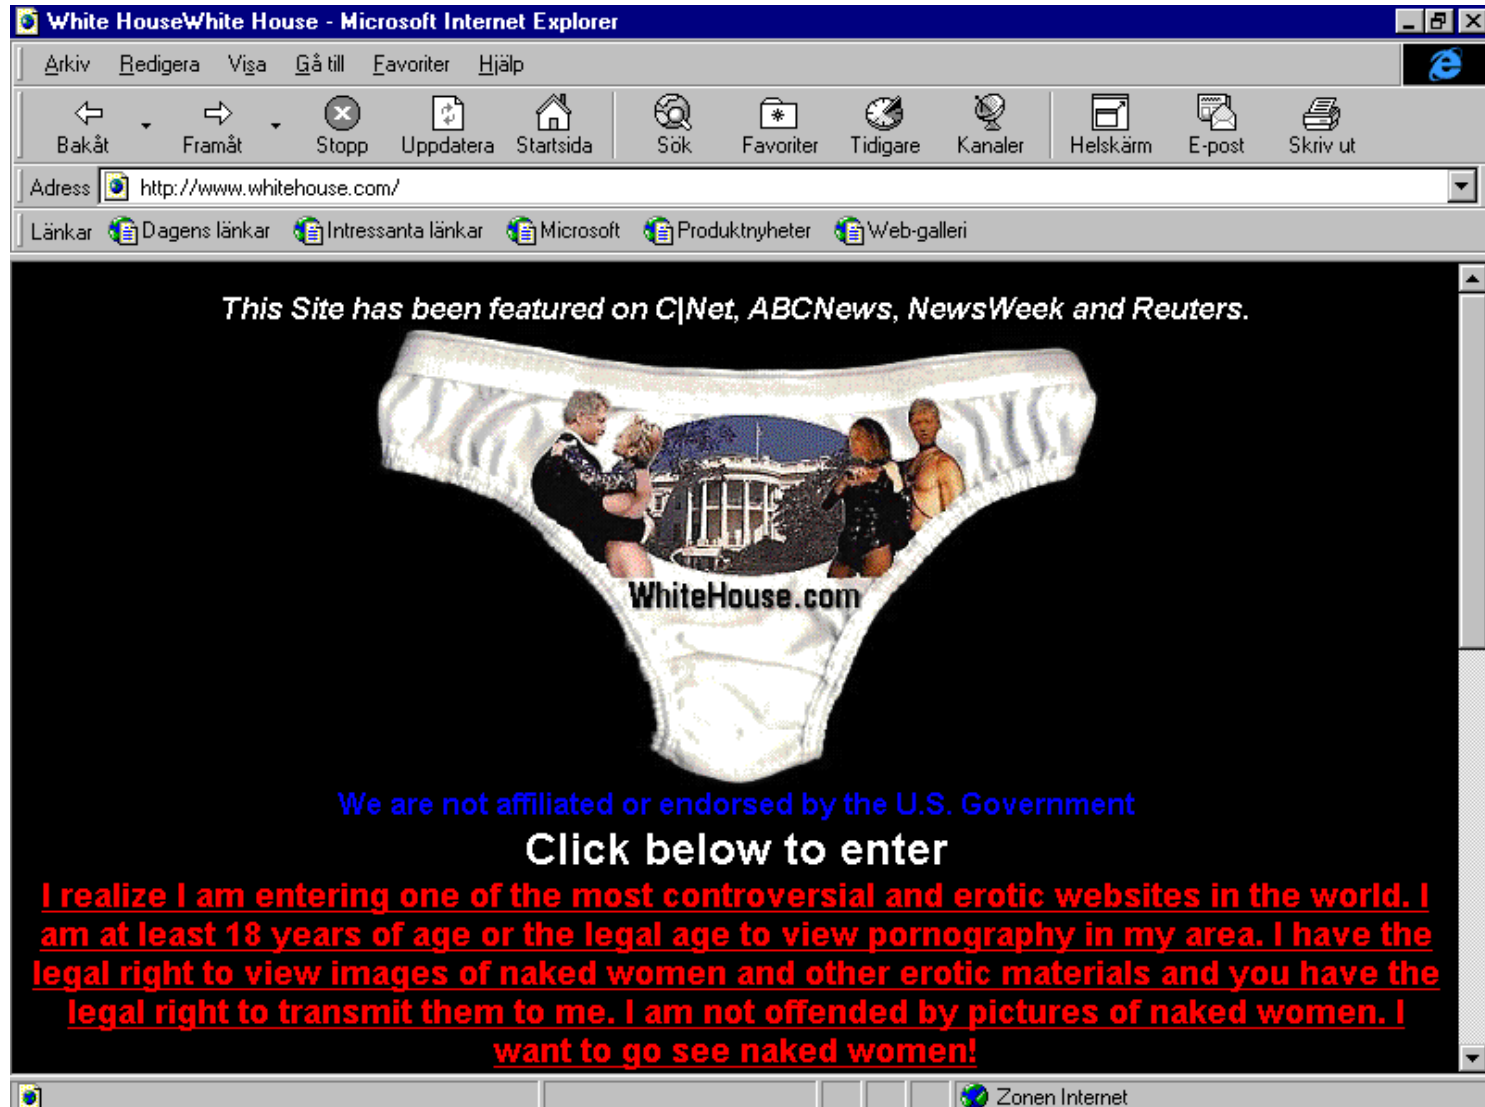 White HouseWhite House - Microsoft Internet Explorer
Arkiv Redigera Visa Gå till Favoriter Hjälp
Bakåt Framåt Stopp Uppdatera Startsida Sök Favoriter Tidigare Kanaler Helskärm E-post Skriv ut
Adress http://www.whitehouse.com/
Länkar Dagens länkar Intressanta länkar Microsoft Produktnyheter Web-galleri
This Site has been featured on C|Net, ABCNews, NewsWeek and Reuters.
WhiteHouse.com
We are not affiliated or endorsed by the U.S. Government
Click below to enter
I realize I am entering one of the most controversial and erotic websites in the world. I
am at least 18 years of age or the legal age to view pornography in my area. I have the
legal right to view images of naked women and other erotic materials and you have the
legal right to transmit them to me. I am not offended by pictures of naked women. I
want to go see naked women!
Zonen Internet